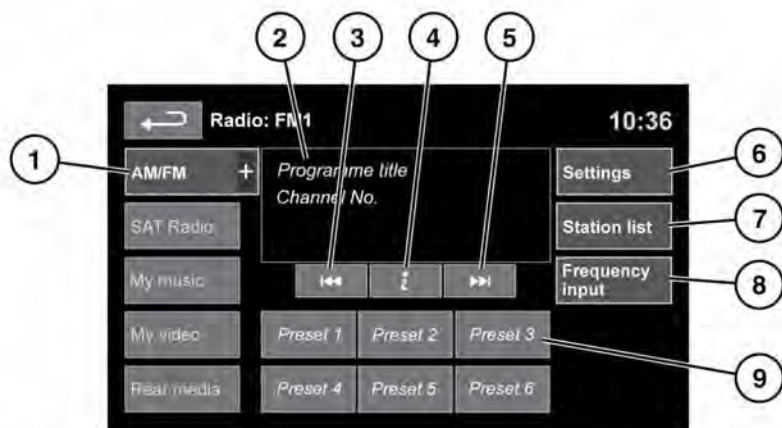 2
3
4
5
Radio: FM1
10:36
1
AM/FM +
Programme title
Channel No.
Settings
6
SAT Radio
Station list
7
My music
i
Frequency
input
8
My video
Preset 1
Preset 2
Preset 3
Rear media
Preset 4
Preset 5
Preset 6
9